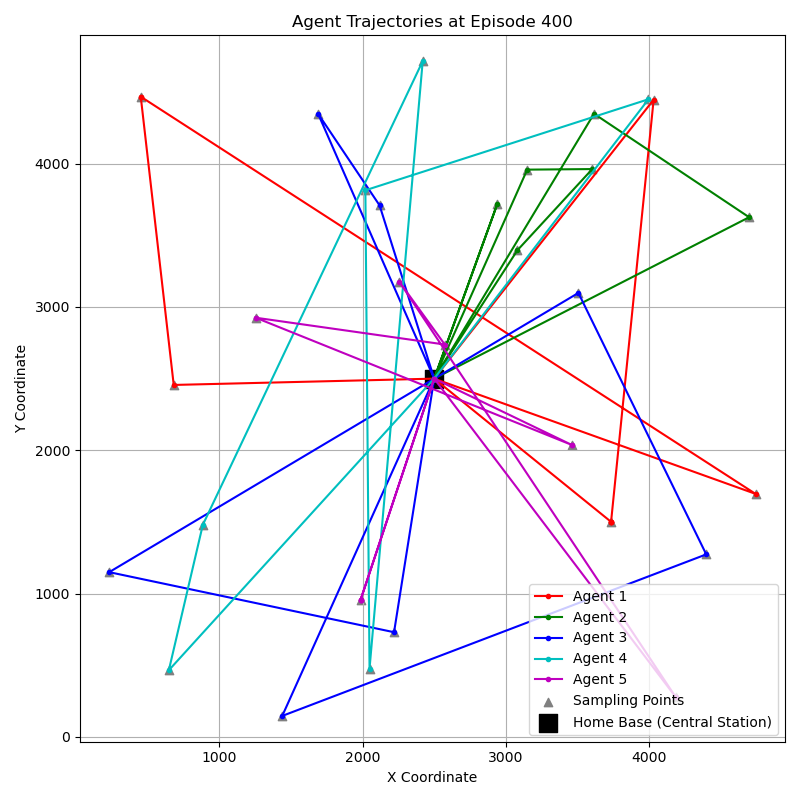 Agent Trajectories at Episode 400
Y Coordinate
4000
3000
2000
1000
0
1000
2000
3000
4000
X Coordinate
Agent 1
Agent 2
Agent 3
Agent 4
Agent 5
Sampling Points
Home Base (Central Station)